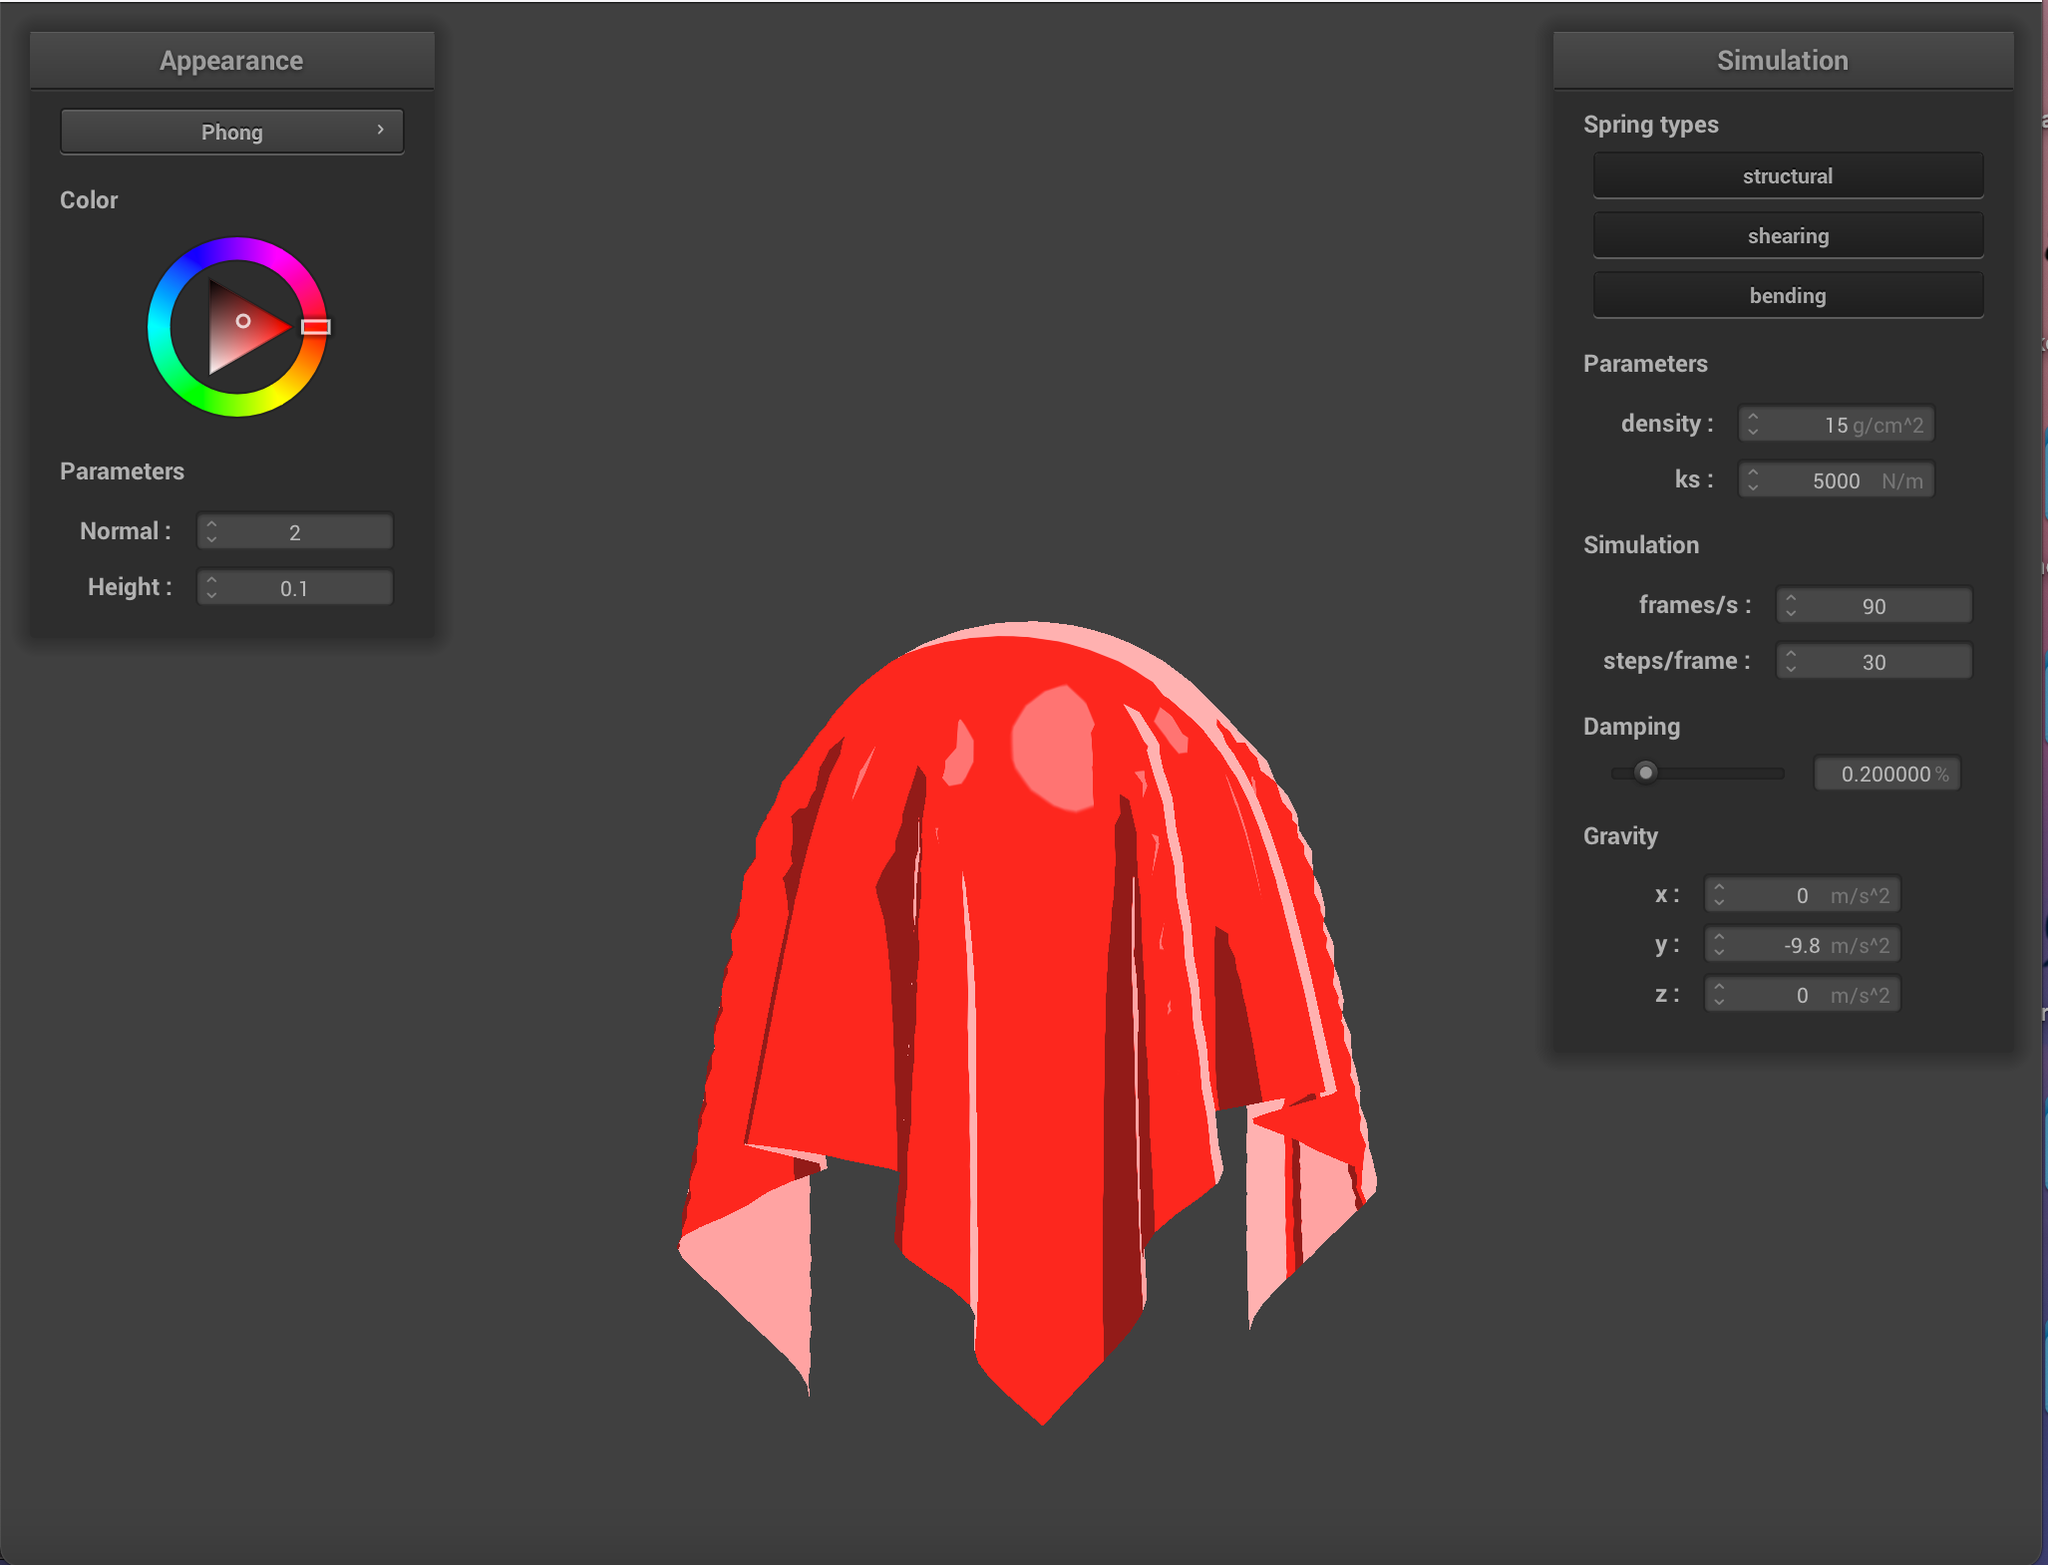 Appearance
Phong
Color
Parameters
Normal : 2
Height : 0.1
Simulation
Spring types
structural
shearing
bending
Parameters
density : 15 g/cm^2
ks : 5000 N/m
Simulation
frames/s : 90
steps/frame : 30
Damping
0.200000 %
Gravity
x : 0 m/s^2
y : -9.8 m/s^2
z : 0 m/s^2